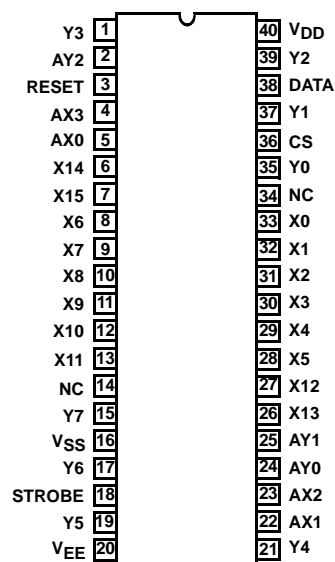 Y3 1 40 VDD
AY2 2 39 Y2
RESET 3 38 DATA
AX3 4 37 Y1
AX0 5 36 CS
X14 6 35 Y0
X15 7 34 NC
X6 8 33 X0
X7 9 32 X1
X8 10 31 X2
X9 11 30 X3
X10 12 29 X4
X11 13 28 X5
NC 14 27 X12
Y7 15 26 X13
VSS 16 25 AY1
Y6 17 24 AY0
STROBE 18 23 AX2
Y5 19 22 AX1
VEE 20 21 Y4